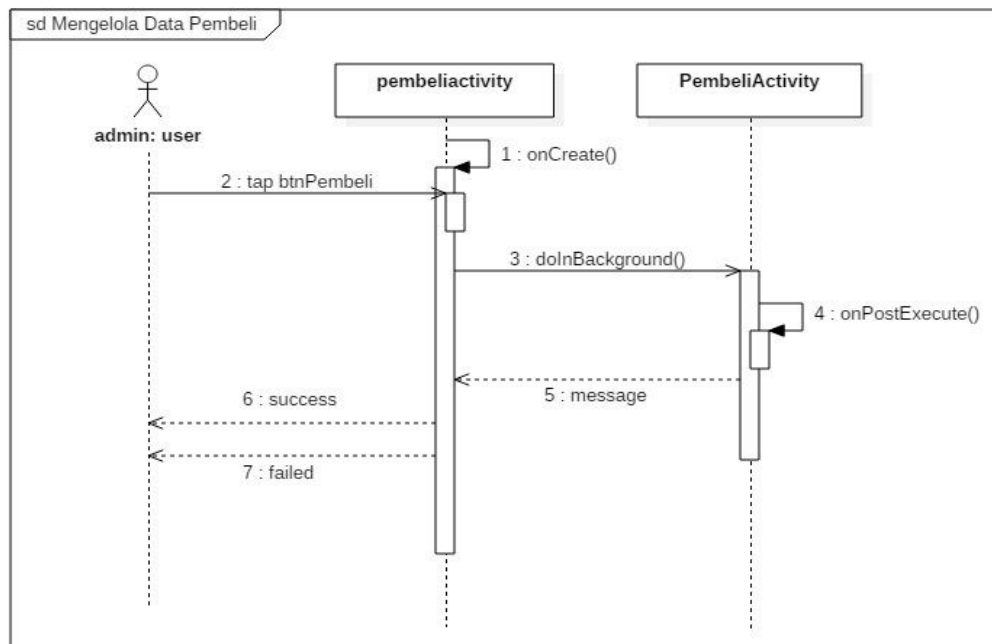 sd Mengelola Data Pembeli
admin: user
pembeliactivity
PembeliActivity
1 : onCreate()
2 : tap btnPembeli
3 : doInBackground()
4 : onPostExecute()
5 : message
6 : success
7 : failed